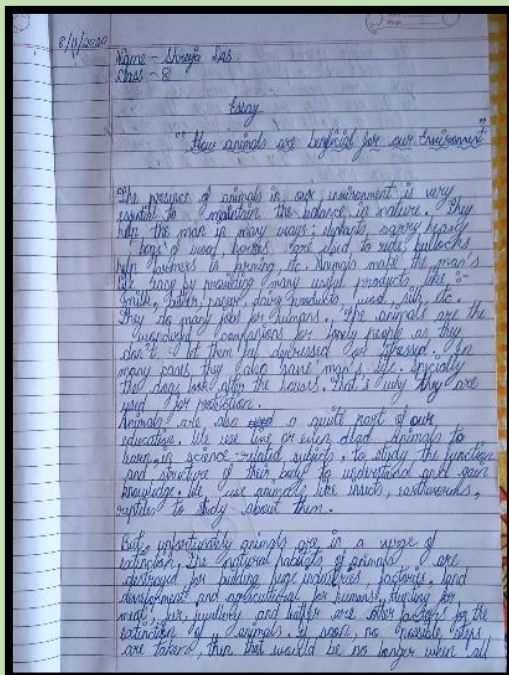 8/11/2020
Name - Shreya Das
Class - 8
Essay
"How animals are beneficial for our Environment"
The presence of animals in our environment is very
essential to maintain the balance in nature. They
help the man in many ways: elephants carry heavy
logs of wood, horses are used to ride, bullocks
help farmers in farming, etc. Animals make the man's
life easy by providing many useful products like :-
milk, butter, paneer, dairy products, wool, silk, etc.
They do many jobs for humans. The animals are the
wonderful companions for lonely people as they
don't let them feel depressed or stressed. In
many cases they also save man's life. Specially
the dogs look after the houses. That's why they are
used for protection.
Animals are also a quite part of our
education. We use live or even dead animals to
learn, in science-related subjects, to study the function
and structure of their body to understand and gain
knowledge. We use animals like insects, earthworms,
reptiles to study about them.
But, unfortunately animals are in a verge of
extinction. The natural habitats of animals are
destroyed for building huge industries, factories, land
development and agricultural for humans, hunting for
meat, fur, jewellery and leather are other factors for the
extinction of animals. If soon, no possible steps
are taken, then that would be no longer when all